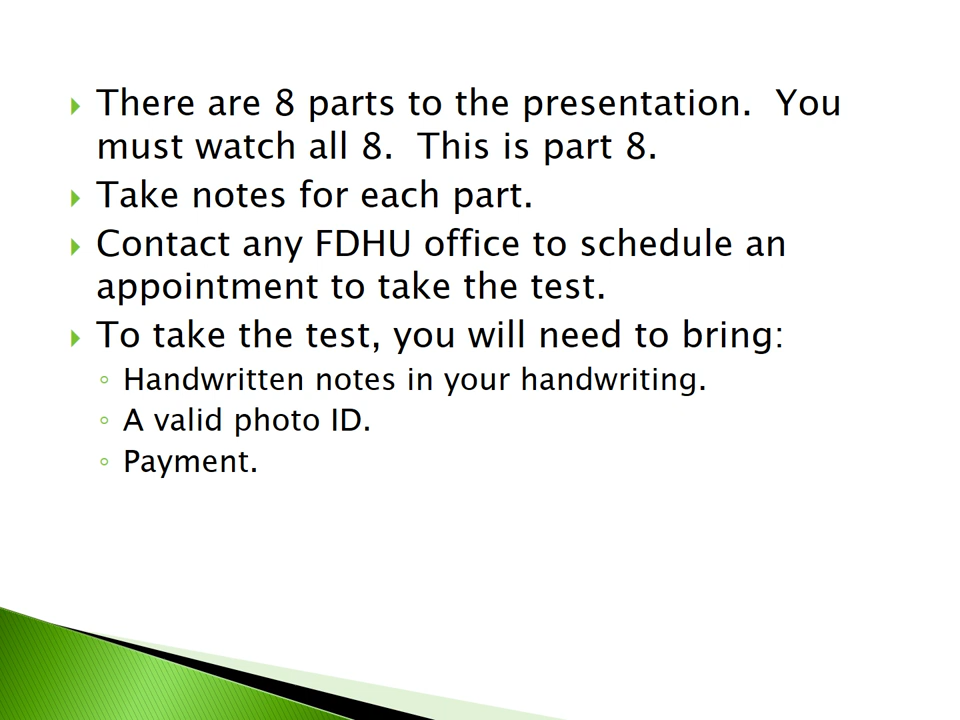 There are 8 parts to the presentation.  You
must watch all 8.  This is part 8.
Take notes for each part.
Contact any FDHU office to schedule an
appointment to take the test.
To take the test, you will need to bring:
Handwritten notes in your handwriting.
A valid photo ID.
Payment.